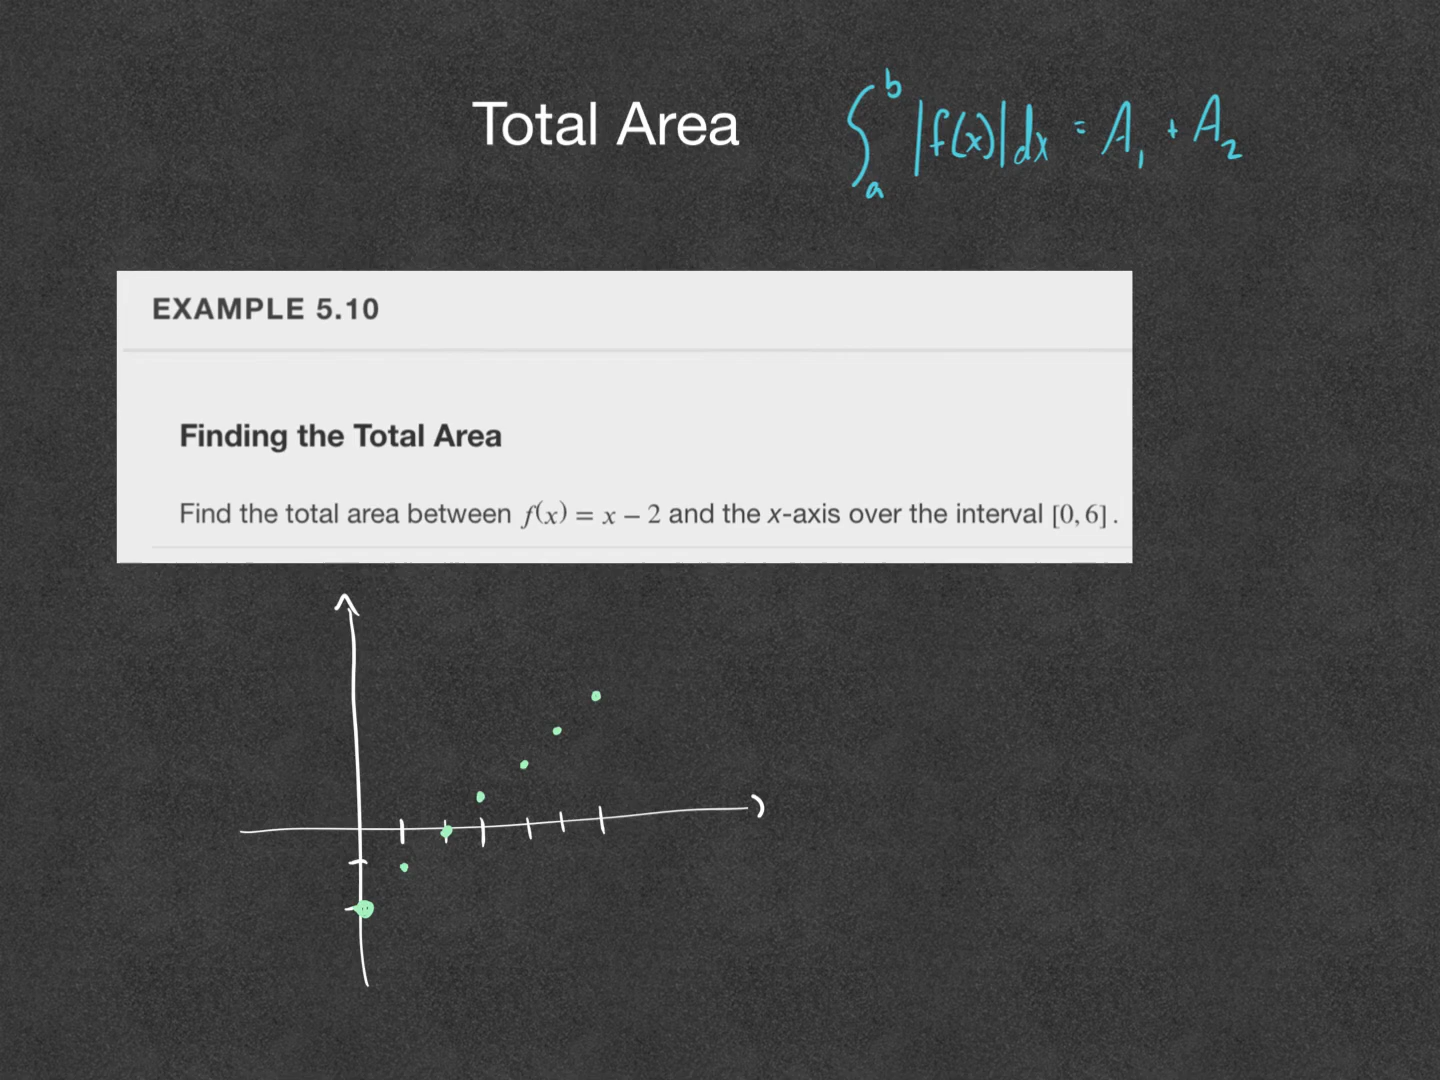 Total Area
∫ₐᵇ |f(x)| dx = A₁ + A₂
EXAMPLE 5.10
Finding the Total Area
Find the total area between f(x) = x − 2 and the x-axis over the interval [0, 6] .